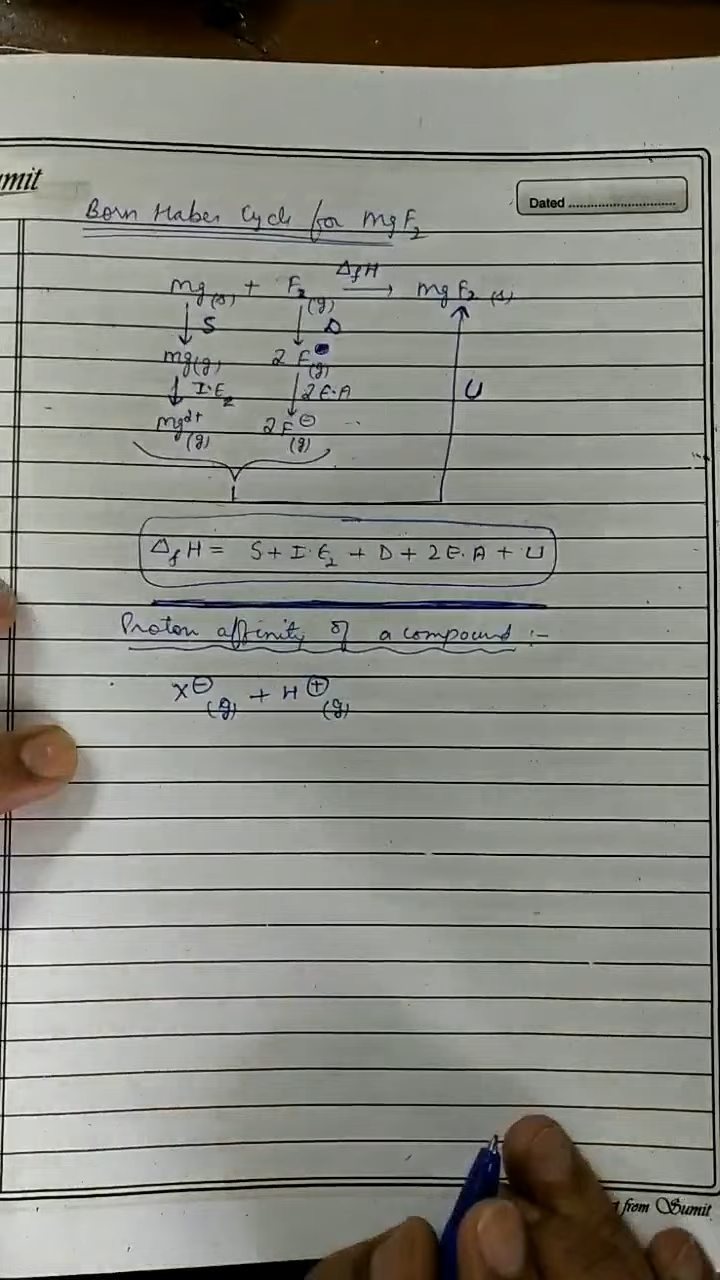 umit
Dated ..............................
Born Haber Cycle for MgF₂
Mg(s) + F₂(g) ΔfH → MgF₂(s)
↓ S ↓ D
Mg(g) 2F(g)
↓ I.E₂ ↓ 2E.A U
Mg²⁺(g) 2F⊖(g)
ΔfH = S + I.E₂ + D + 2E.A + U
Proton affinity of a compound :-
X⊖(g) + H⊕(g)
from Sumit